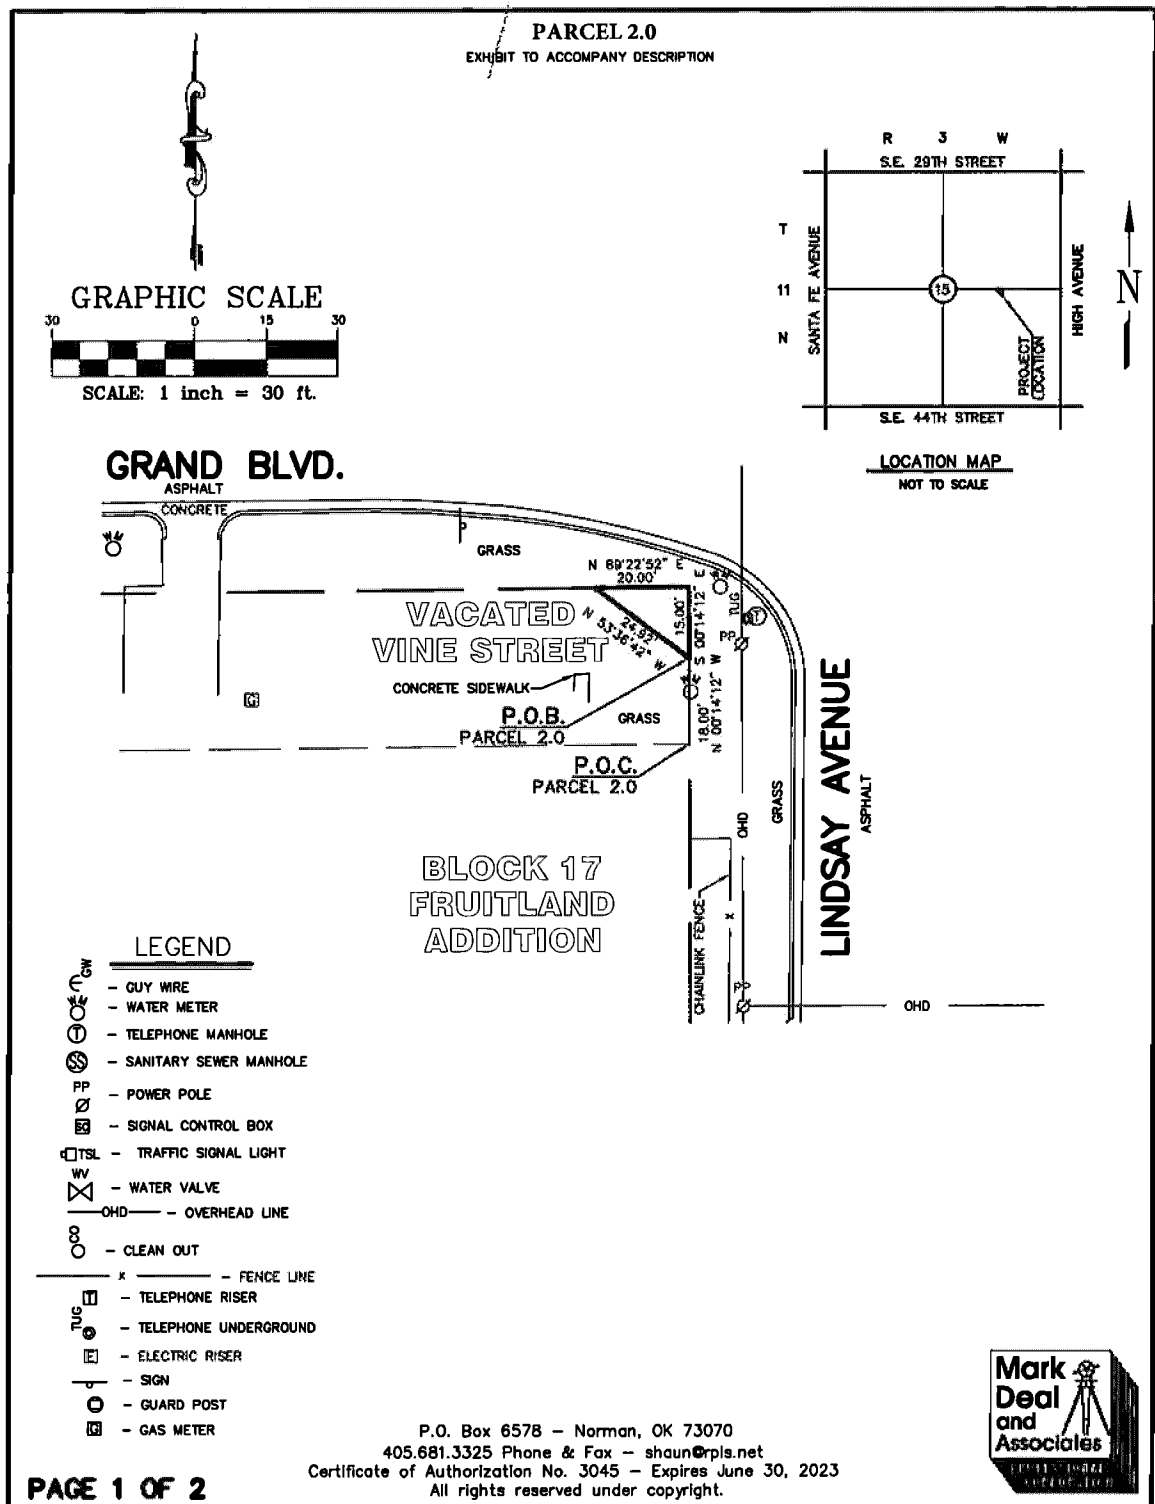 PARCEL 2.0
EXHIBIT TO ACCOMPANY DESCRIPTION
R 3 W
S.E. 29TH STREET
T
11
N
SANTA FE AVENUE
15
HIGH AVENUE
N
PROJECT
LOCATION
S.E. 44TH STREET
LOCATION MAP
NOT TO SCALE
GRAPHIC SCALE
30 0 15 30
SCALE: 1 inch = 30 ft.
GRAND BLVD.
ASPHALT
CONCRETE
GRASS
N 89°22'52" E
20.00'
VACATED
VINE STREET
24.92'
N 53°36'42" W
15.00'
S 00°14'12" E
TUG
T
PP
CONCRETE SIDEWALK
G
P.O.B.
PARCEL 2.0
GRASS
18.00'
N 00°14'12" W
P.O.C.
PARCEL 2.0
OHD
GRASS
LINDSAY AVENUE
ASPHALT
BLOCK 17
FRUITLAND
ADDITION
CHAINLINK FENCE
x
PP
OHD
LEGEND
GW – GUY WIRE
– WATER METER
T – TELEPHONE MANHOLE
SS – SANITARY SEWER MANHOLE
PP
– POWER POLE
SC – SIGNAL CONTROL BOX
TSL – TRAFFIC SIGNAL LIGHT
WV
– WATER VALVE
OHD – OVERHEAD LINE
CO
– CLEAN OUT
x – FENCE LINE
T – TELEPHONE RISER
TUG – TELEPHONE UNDERGROUND
E – ELECTRIC RISER
– SIGN
– GUARD POST
G – GAS METER
P.O. Box 6578 – Norman, OK 73070
405.681.3325 Phone & Fax – shaun@rpls.net
Certificate of Authorization No. 3045 – Expires June 30, 2023
All rights reserved under copyright.
PAGE 1 OF 2
Mark
Deal
and
Associates